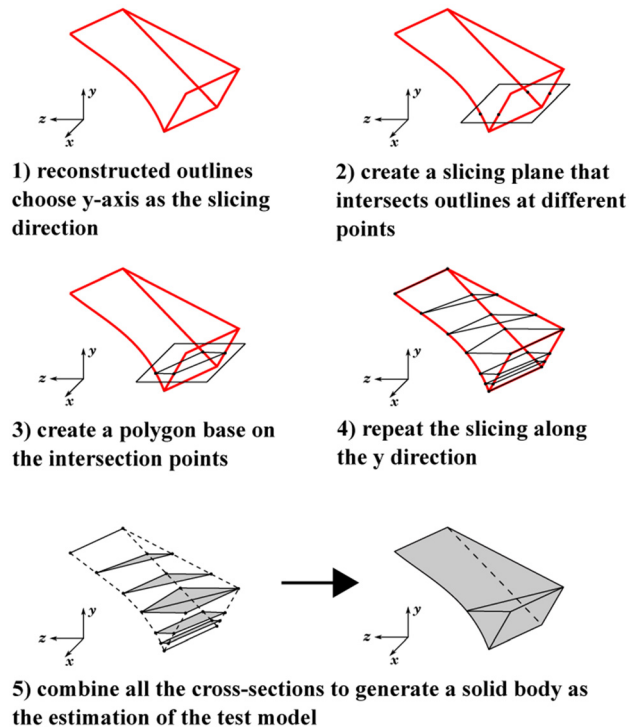 y
z
x
1) reconstructed outlines
choose y-axis as the slicing
direction
y
z
x
2) create a slicing plane that
intersects outlines at different
points
y
z
x
3) create a polygon base on
the intersection points
y
z
x
4) repeat the slicing along
the y direction
y
z
x
y
z
x
5) combine all the cross-sections to generate a solid body as
the estimation of the test model